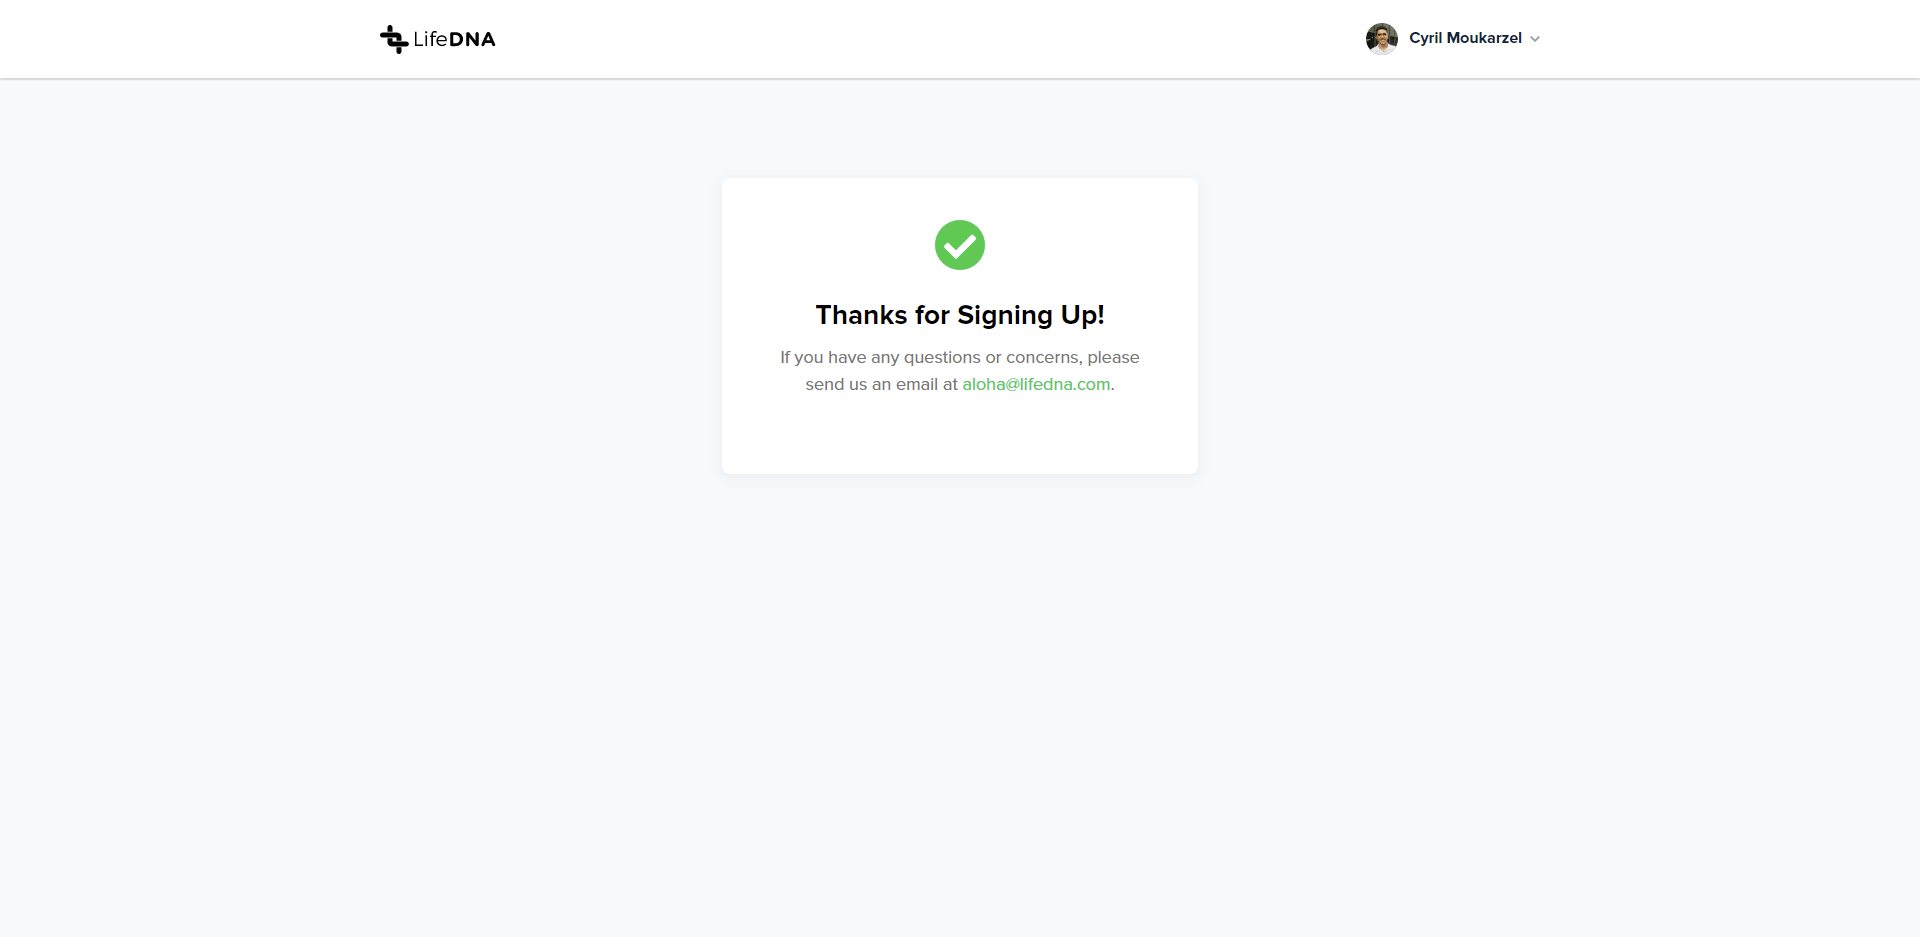 LifeDNA
Cyril Moukarzel
Thanks for Signing Up!
If you have any questions or concerns, please
send us an email at aloha@lifedna.com.